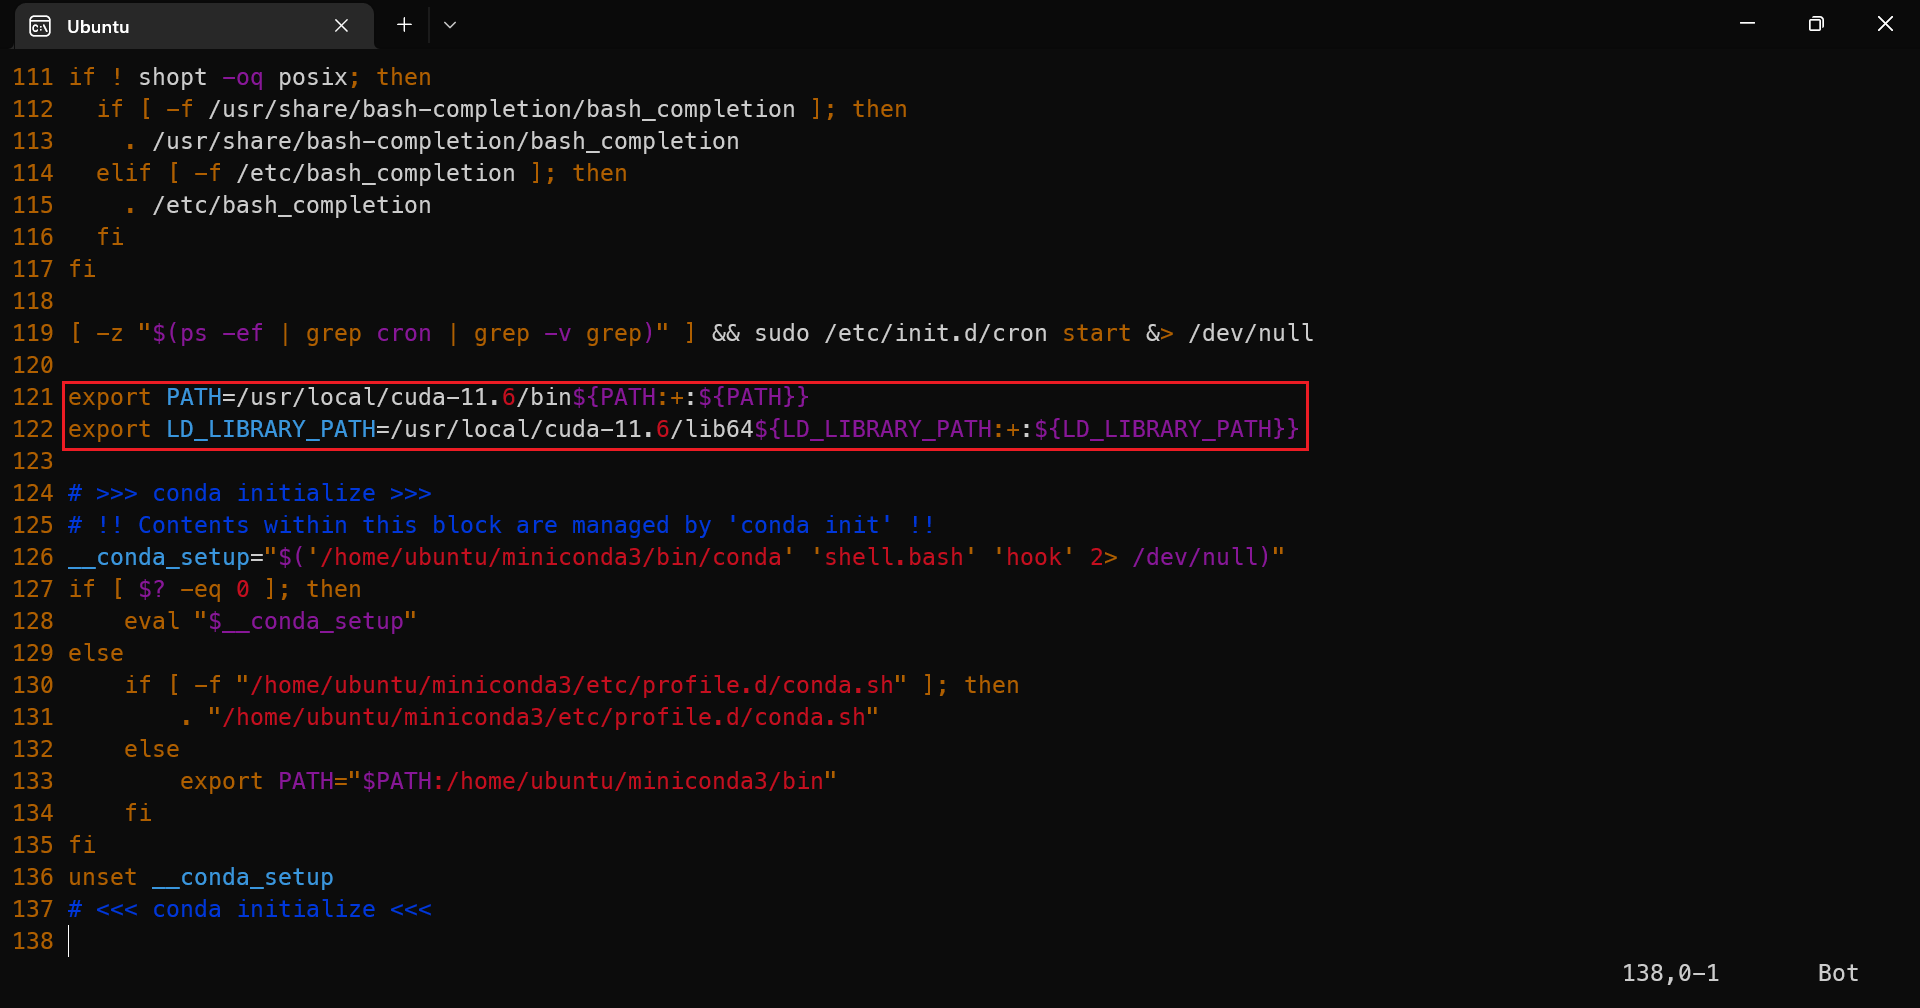 Ubuntu
111 if ! shopt -oq posix; then
112   if [ -f /usr/share/bash-completion/bash_completion ]; then
113     . /usr/share/bash-completion/bash_completion
114   elif [ -f /etc/bash_completion ]; then
115     . /etc/bash_completion
116   fi
117 fi
118
119 [ -z "$(ps -ef | grep cron | grep -v grep)" ] && sudo /etc/init.d/cron start &> /dev/null
120
121 export PATH=/usr/local/cuda-11.6/bin${PATH:+:${PATH}}
122 export LD_LIBRARY_PATH=/usr/local/cuda-11.6/lib64${LD_LIBRARY_PATH:+:${LD_LIBRARY_PATH}}
123
124 # >>> conda initialize >>>
125 # !! Contents within this block are managed by 'conda init' !!
126 __conda_setup="$('/home/ubuntu/miniconda3/bin/conda' 'shell.bash' 'hook' 2> /dev/null)"
127 if [ $? -eq 0 ]; then
128     eval "$__conda_setup"
129 else
130     if [ -f "/home/ubuntu/miniconda3/etc/profile.d/conda.sh" ]; then
131         . "/home/ubuntu/miniconda3/etc/profile.d/conda.sh"
132     else
133         export PATH="$PATH:/home/ubuntu/miniconda3/bin"
134     fi
135 fi
136 unset __conda_setup
137 # <<< conda initialize <<<
138
138,0-1 Bot